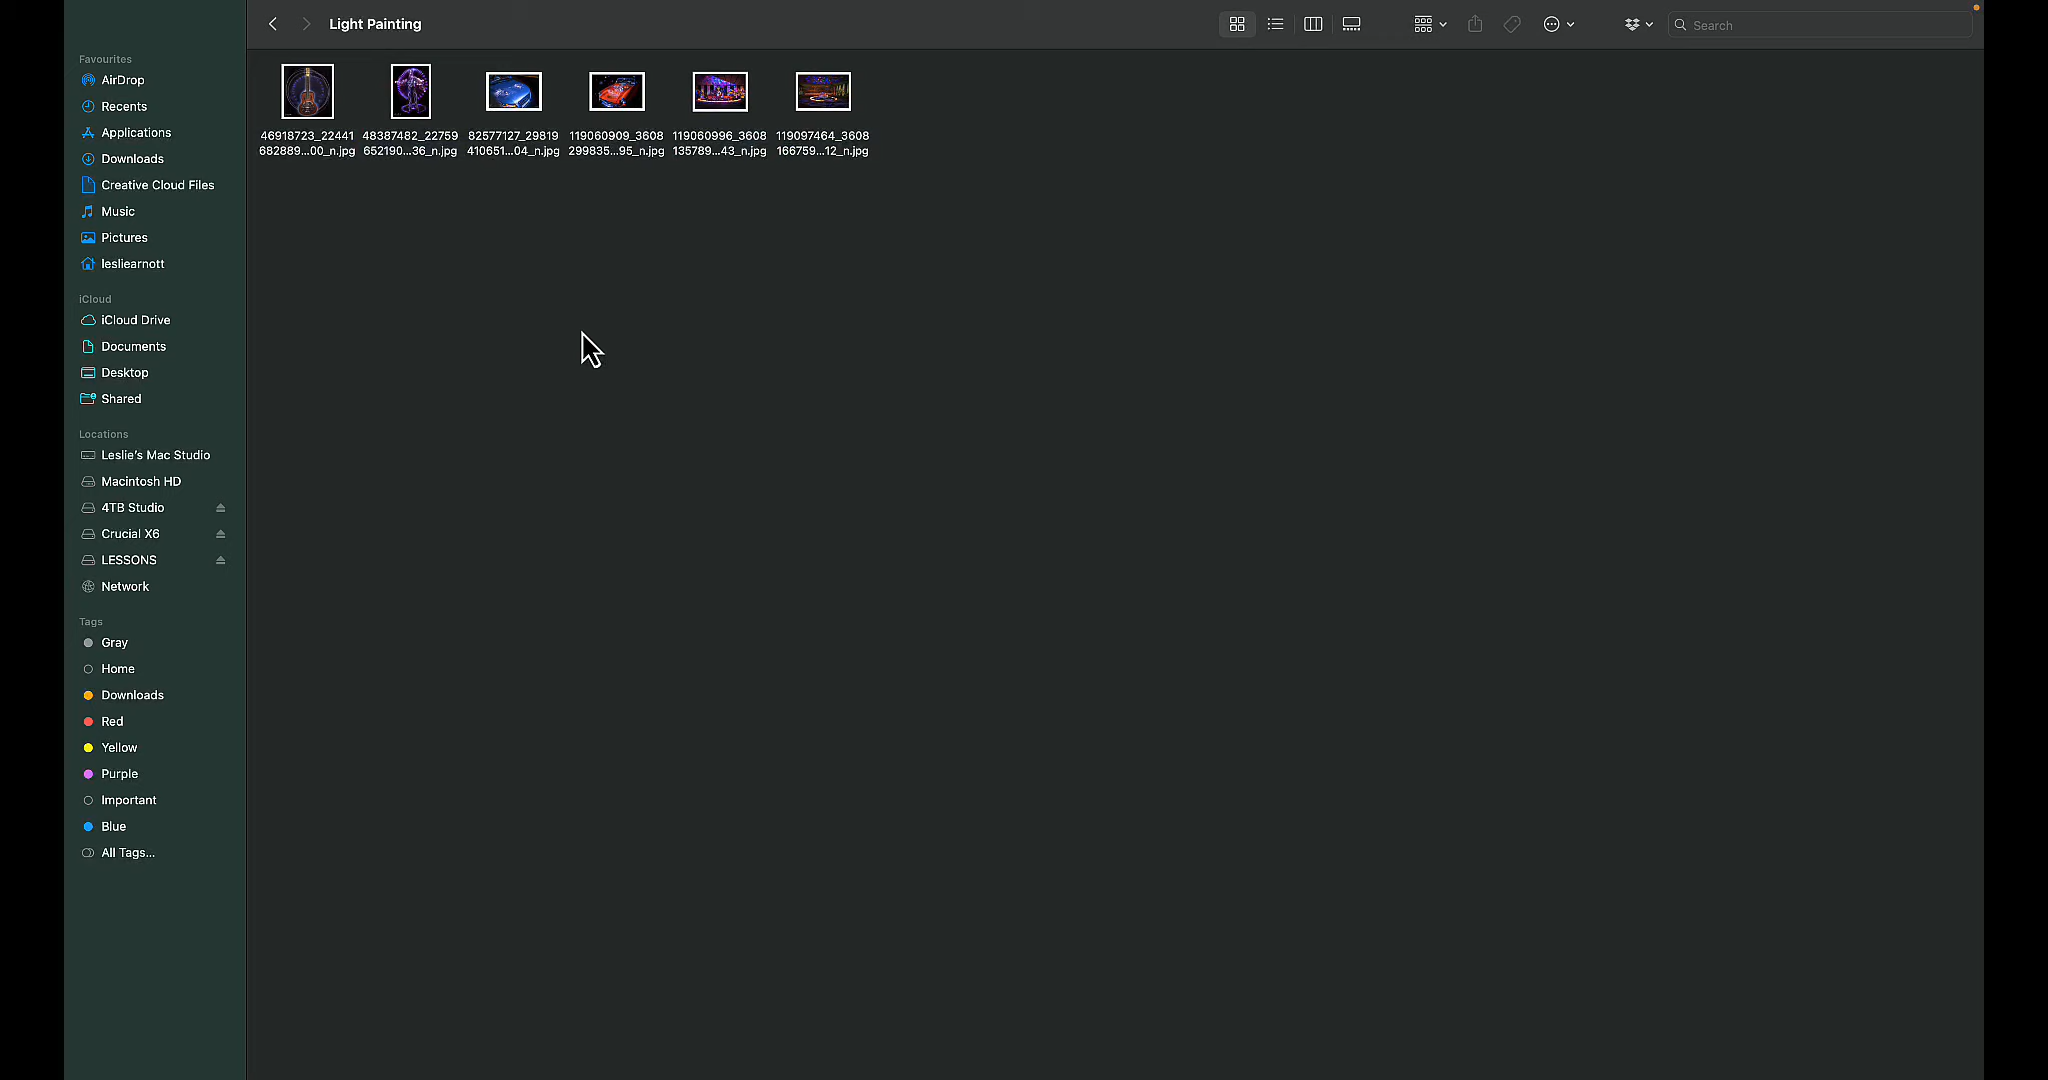 Light Painting
Search
Favourites
AirDrop
Recents
Applications
Downloads
Creative Cloud Files
Music
Pictures
lesliearnott
iCloud
iCloud Drive
Documents
Desktop
Shared
Locations
Leslie's Mac Studio
Macintosh HD
4TB Studio
Crucial X6
LESSONS
Network
Tags
Gray
Home
Downloads
Red
Yellow
Purple
Important
Blue
All Tags...
46918723_22441
682889...00_n.jpg
48387482_22759
652190...36_n.jpg
82577127_29819
410651...04_n.jpg
119060909_3608
299835...95_n.jpg
119060996_3608
135789...43_n.jpg
119097464_3608
166759...12_n.jpg